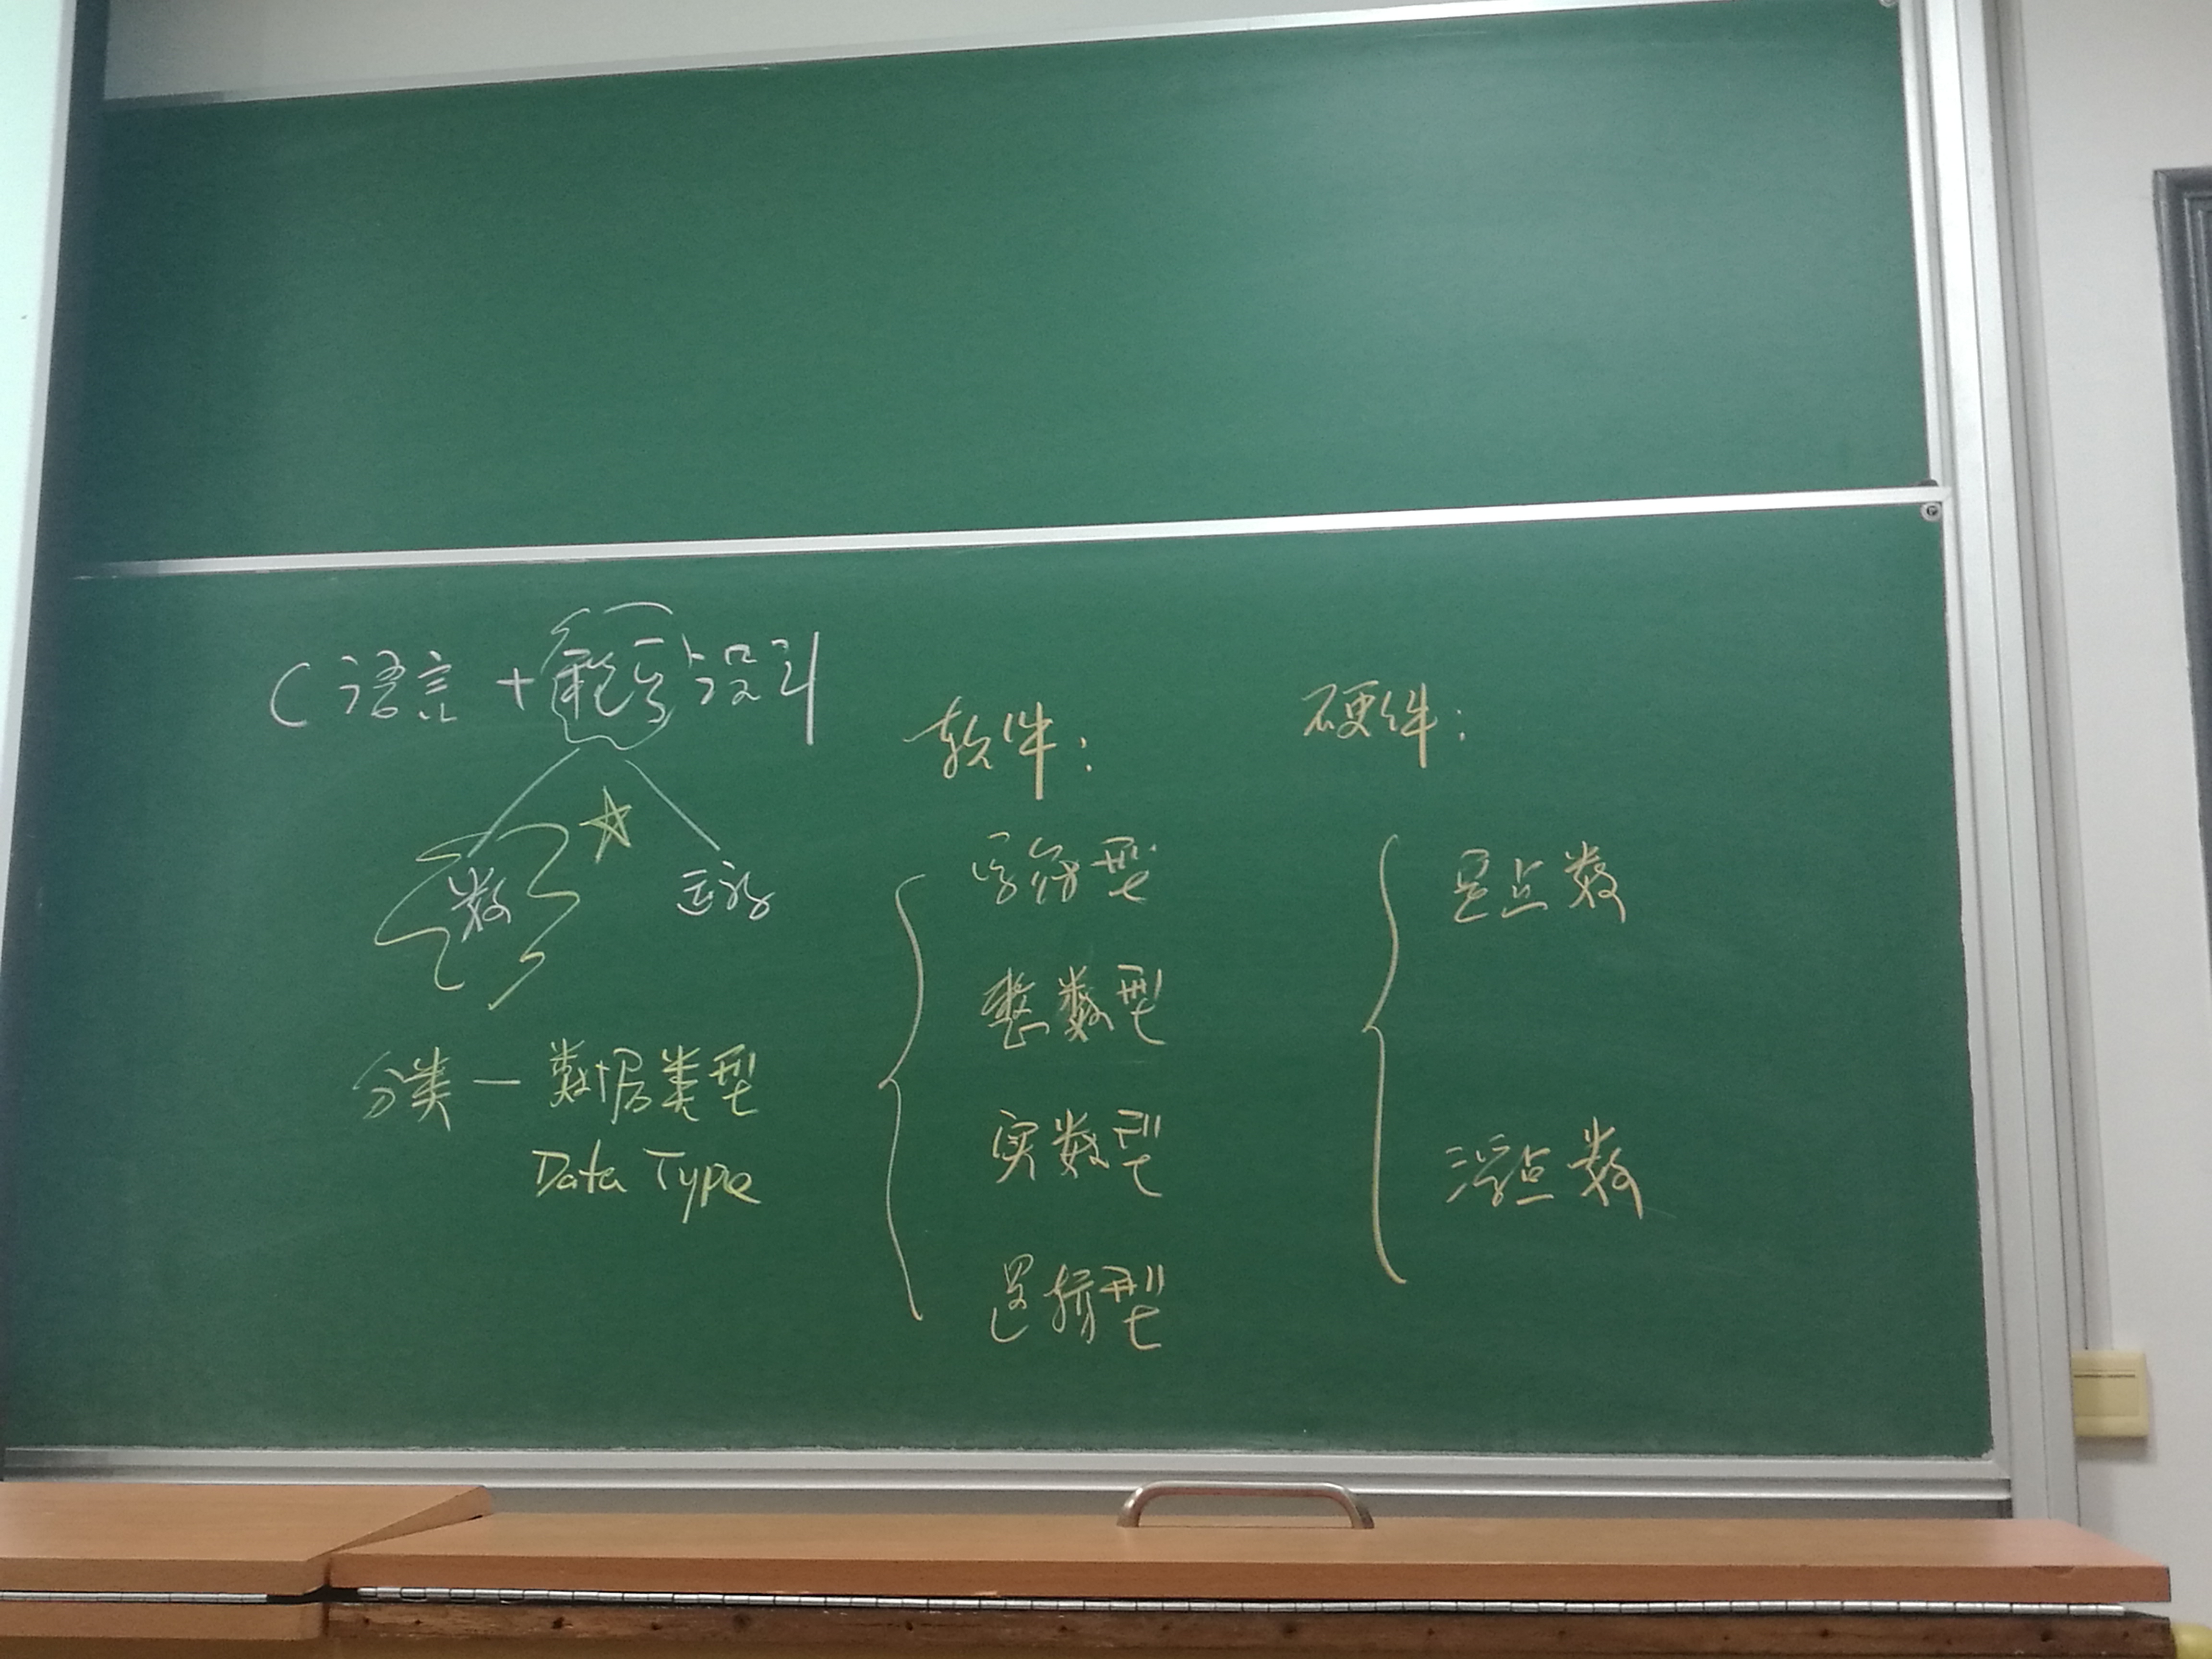 C 语言 + 程序设计
数
运算
分类 — 数据类型
Data Type
软件:
字符型
整数型
实数型
逻辑型
硬件:
定点数
浮点数